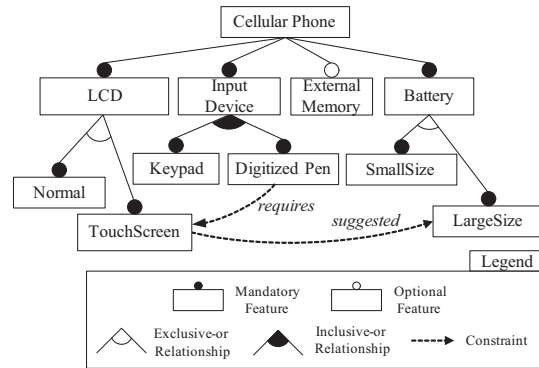 Cellular Phone
LCD
Input
Device
External
Memory
Battery
Normal
Keypad
Digitized Pen
SmallSize
TouchScreen
requires
suggested
LargeSize
Legend
Mandatory
Feature
Optional
Feature
Exclusive-or
Relationship
Inclusive-or
Relationship
Constraint